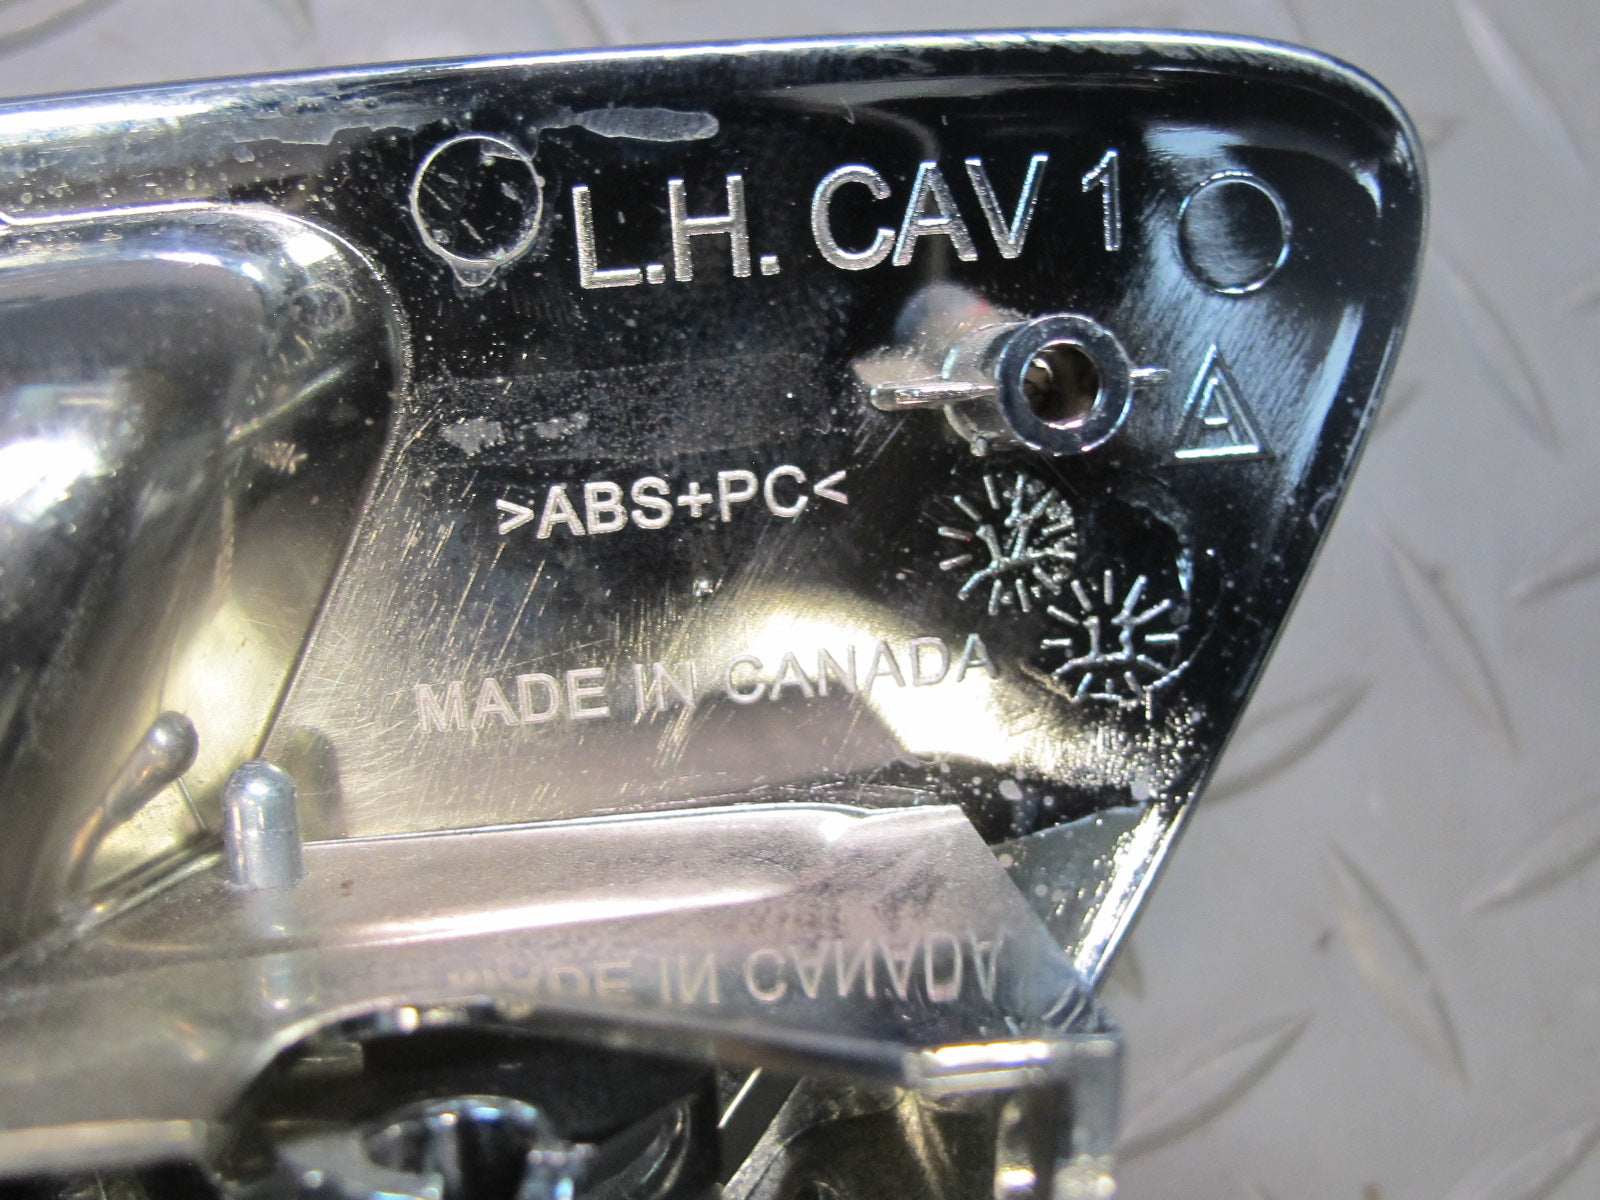 L.H. CAV 1
>ABS+PC<
MADE IN CANADA
MADE IN CANADA